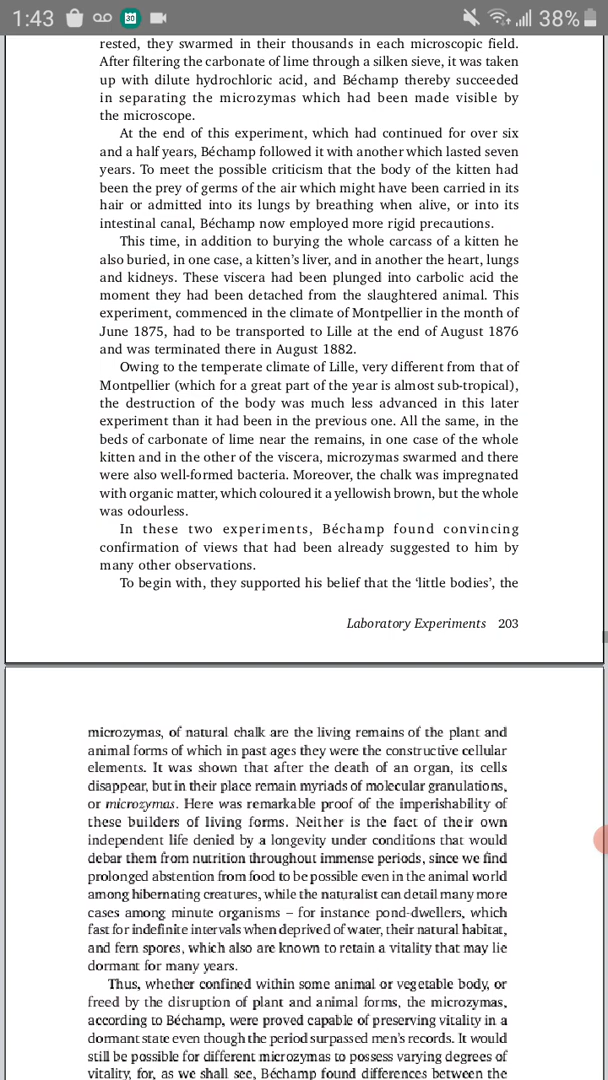 1:43
30
38%
rested, they swarmed in their thousands in each microscopic field.
After filtering the carbonate of lime through a silken sieve, it was taken
up with dilute hydrochloric acid, and Béchamp thereby succeeded
in separating the microzymas which had been made visible by
the microscope.
At the end of this experiment, which had continued for over six
and a half years, Béchamp followed it with another which lasted seven
years. To meet the possible criticism that the body of the kitten had
been the prey of germs of the air which might have been carried in its
hair or admitted into its lungs by breathing when alive, or into its
intestinal canal, Béchamp now employed more rigid precautions.
This time, in addition to burying the whole carcass of a kitten he
also buried, in one case, a kitten's liver, and in another the heart, lungs
and kidneys. These viscera had been plunged into carbolic acid the
moment they had been detached from the slaughtered animal. This
experiment, commenced in the climate of Montpellier in the month of
June 1875, had to be transported to Lille at the end of August 1876
and was terminated there in August 1882.
Owing to the temperate climate of Lille, very different from that of
Montpellier (which for a great part of the year is almost sub-tropical),
the destruction of the body was much less advanced in this later
experiment than it had been in the previous one. All the same, in the
beds of carbonate of lime near the remains, in one case of the whole
kitten and in the other of the viscera, microzymas swarmed and there
were also well-formed bacteria. Moreover, the chalk was impregnated
with organic matter, which coloured it a yellowish brown, but the whole
was odourless.
In these two experiments, Béchamp found convincing
confirmation of views that had been already suggested to him by
many other observations.
To begin with, they supported his belief that the 'little bodies', the
Laboratory Experiments 203
microzymas, of natural chalk are the living remains of the plant and
animal forms of which in past ages they were the constructive cellular
elements. It was shown that after the death of an organ, its cells
disappear, but in their place remain myriads of molecular granulations,
or microzymas. Here was remarkable proof of the imperishability of
these builders of living forms. Neither is the fact of their own
independent life denied by a longevity under conditions that would
debar them from nutrition throughout immense periods, since we find
prolonged abstention from food to be possible even in the animal world
among hibernating creatures, while the naturalist can detail many more
cases among minute organisms – for instance pond-dwellers, which
fast for indefinite intervals when deprived of water, their natural habitat,
and fern spores, which also are known to retain a vitality that may lie
dormant for many years.
Thus, whether confined within some animal or vegetable body, or
freed by the disruption of plant and animal forms, the microzymas,
according to Béchamp, were proved capable of preserving vitality in a
dormant state even though the period surpassed men's records. It would
still be possible for different microzymas to possess varying degrees of
vitality, for, as we shall see, Béchamp found differences between the